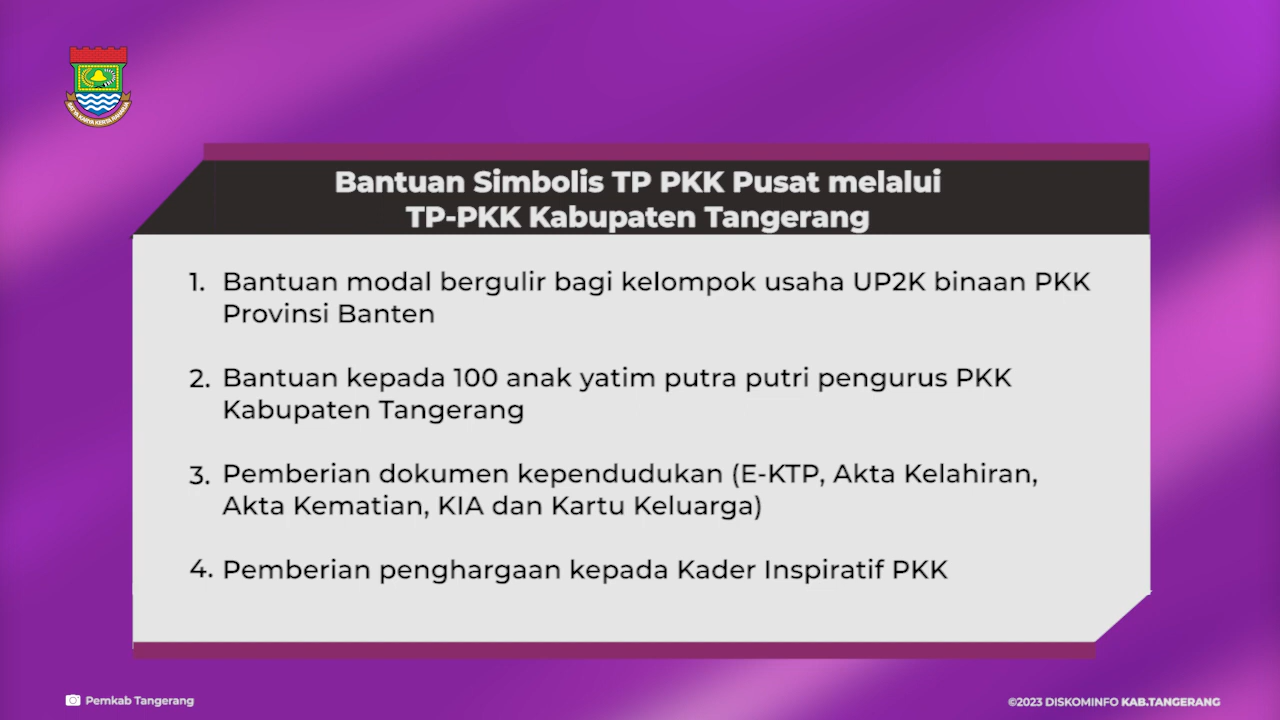 Bantuan Simbolis TP PKK Pusat melalui
TP-PKK Kabupaten Tangerang
1. Bantuan modal bergulir bagi kelompok usaha UP2K binaan PKK
Provinsi Banten
2. Bantuan kepada 100 anak yatim putra putri pengurus PKK
Kabupaten Tangerang
3. Pemberian dokumen kependudukan (E-KTP, Akta Kelahiran,
Akta Kematian, KIA dan Kartu Keluarga)
4. Pemberian penghargaan kepada Kader Inspiratif PKK
Pemkab Tangerang
©2023 DISKOMINFO KAB.TANGERANG